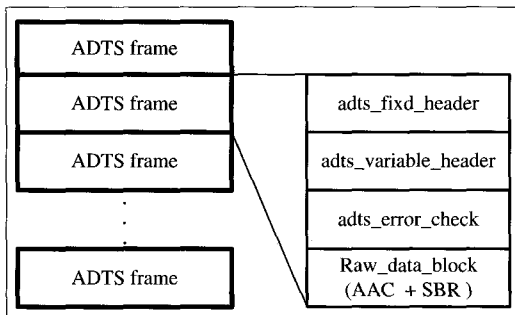 ADTS frame
ADTS frame
ADTS frame
ADTS frame
adts_fixd_header
adts_variable_header
adts_error_check
Raw_data_block
(AAC + SBR )